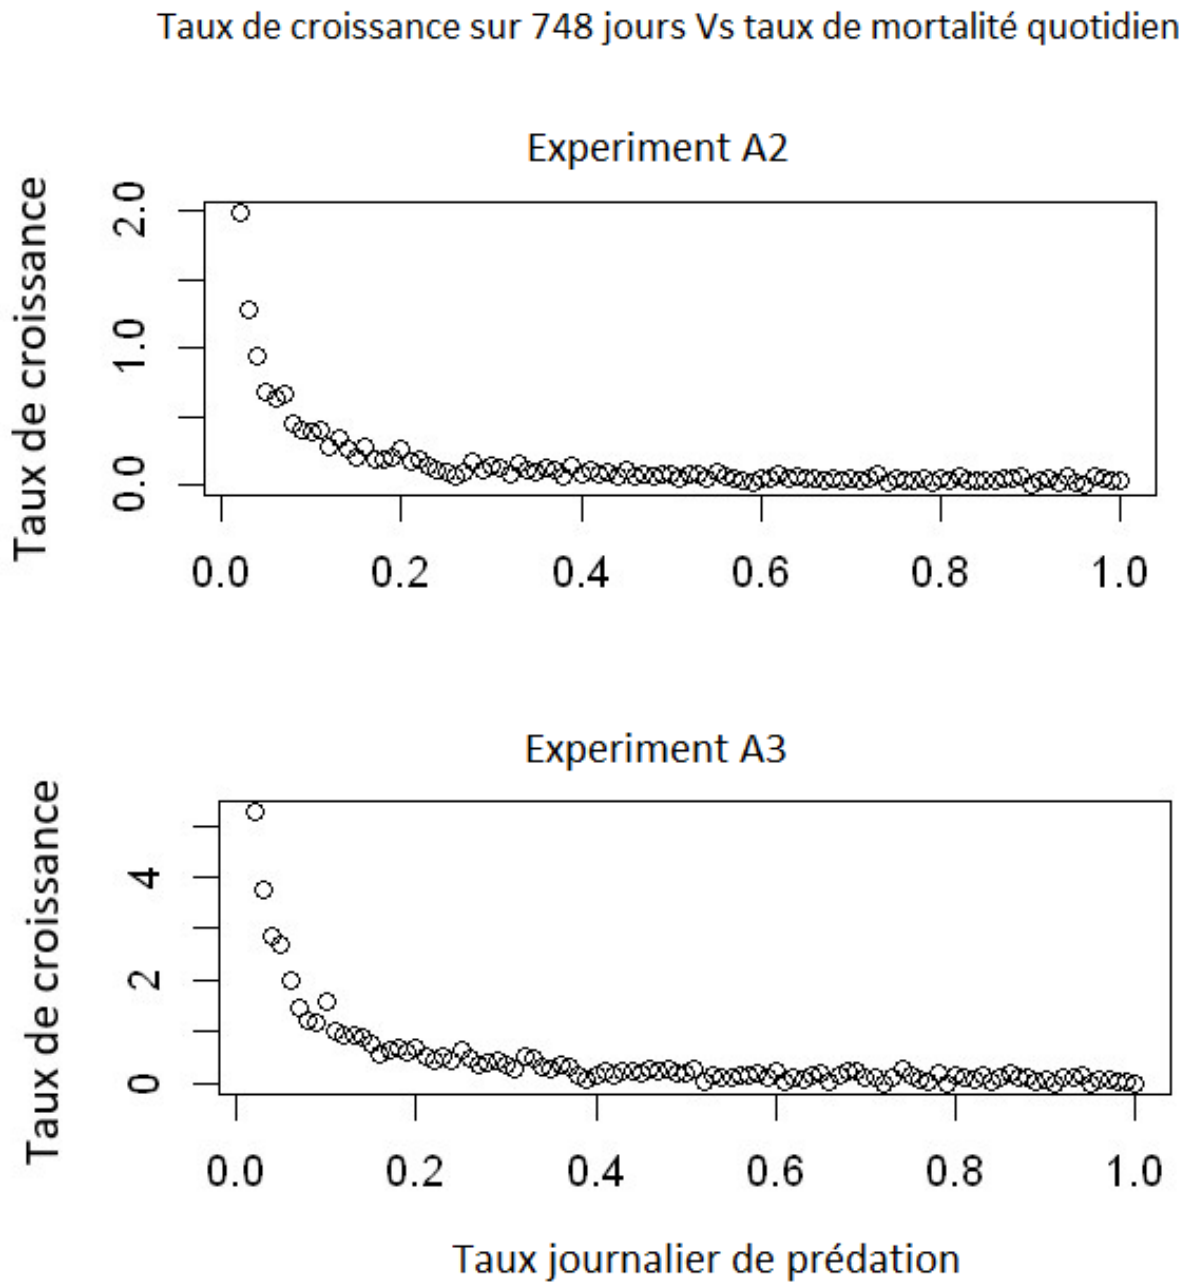 Taux de croissance sur 748 jours Vs taux de mortalité quotidien
Experiment A2
Taux de croissance
2.0
1.0
0.0
0.0 0.2 0.4 0.6 0.8 1.0
Experiment A3
Taux de croissance
4
2
0
0.0 0.2 0.4 0.6 0.8 1.0
Taux journalier de prédation